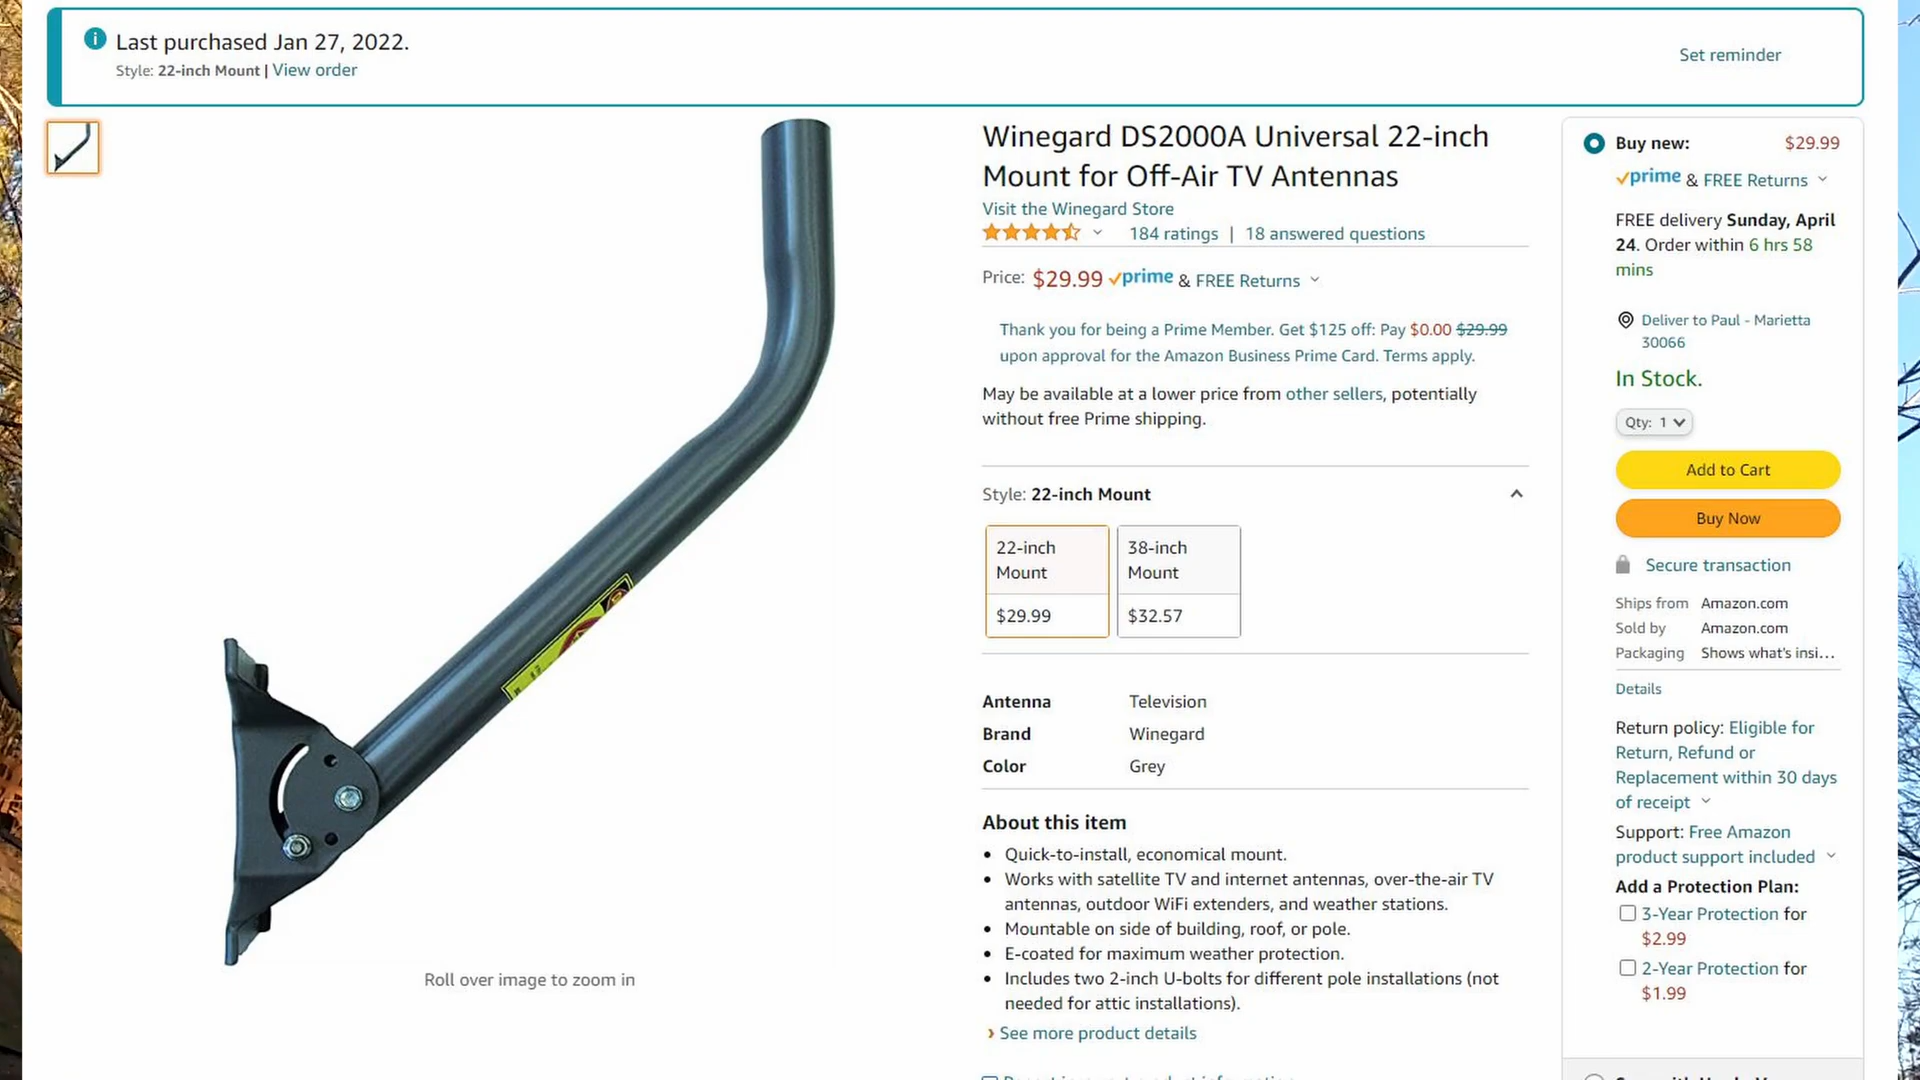 Last purchased Jan 27, 2022.
Style: 22-inch Mount | View order
Set reminder
Roll over image to zoom in
Winegard DS2000A Universal 22-inch
Mount for Off-Air TV Antennas
Visit the Winegard Store
184 ratings | 18 answered questions
Price: $29.99 prime & FREE Returns
Thank you for being a Prime Member. Get $125 off: Pay $0.00 $29.99
upon approval for the Amazon Business Prime Card. Terms apply.
May be available at a lower price from other sellers, potentially
without free Prime shipping.
Style: 22-inch Mount
22-inch
Mount
$29.99
38-inch
Mount
$32.57
Antenna Television
Brand Winegard
Color Grey
About this item
• Quick-to-install, economical mount.
• Works with satellite TV and internet antennas, over-the-air TV
antennas, outdoor WiFi extenders, and weather stations.
• Mountable on side of building, roof, or pole.
• E-coated for maximum weather protection.
• Includes two 2-inch U-bolts for different pole installations (not
needed for attic installations).
› See more product details
Buy new: $29.99
prime & FREE Returns
FREE delivery Sunday, April
24. Order within 6 hrs 58
mins
Deliver to Paul - Marietta
30066
In Stock.
Qty: 1
Add to Cart
Buy Now
Secure transaction
Ships from Amazon.com
Sold by Amazon.com
Packaging Shows what's insi...
Details
Return policy: Eligible for
Return, Refund or
Replacement within 30 days
of receipt
Support: Free Amazon
product support included
Add a Protection Plan:
3-Year Protection for
$2.99
2-Year Protection for
$1.99